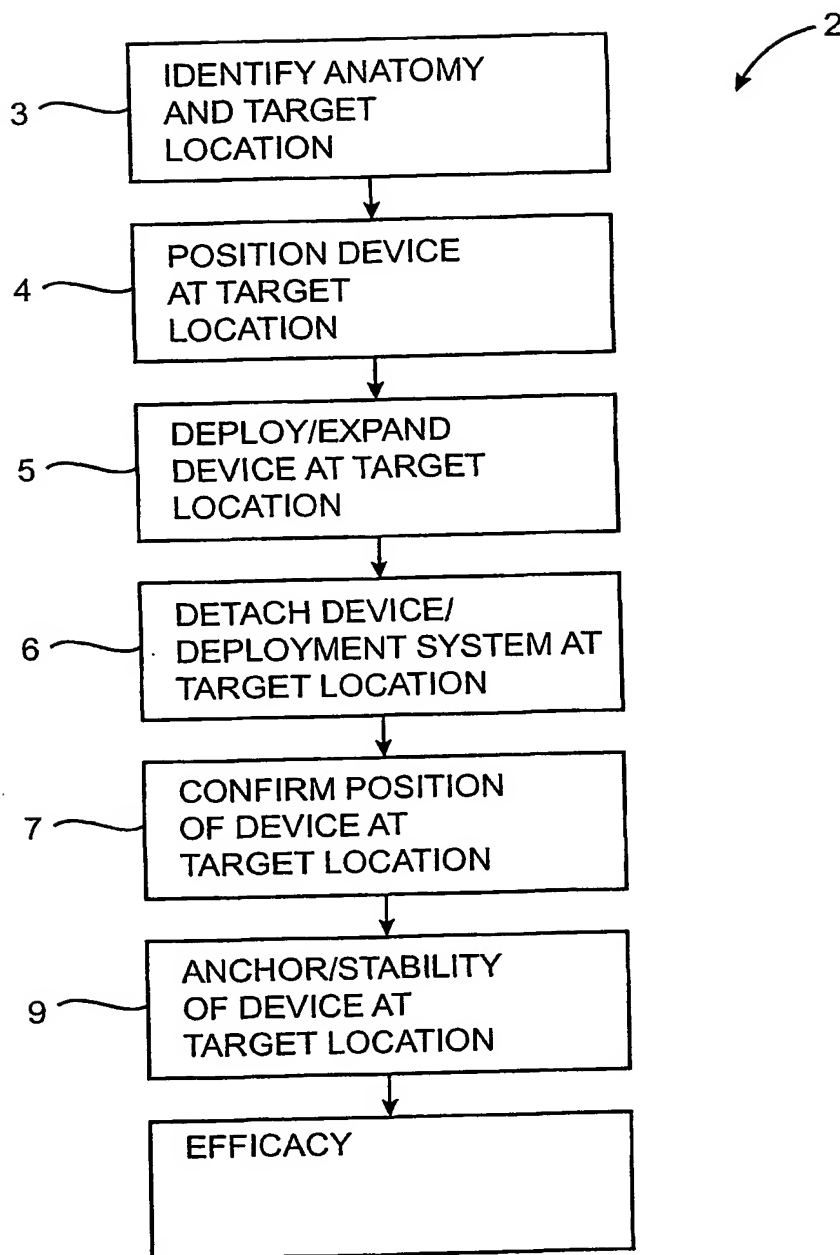 2
3
IDENTIFY ANATOMY
AND TARGET
LOCATION
4
POSITION DEVICE
AT TARGET
LOCATION
5
DEPLOY/EXPAND
DEVICE AT TARGET
LOCATION
6
DETACH DEVICE/
DEPLOYMENT SYSTEM AT
TARGET LOCATION
7
CONFIRM POSITION
OF DEVICE AT
TARGET LOCATION
9
ANCHOR/STABILITY
OF DEVICE AT
TARGET LOCATION
EFFICACY